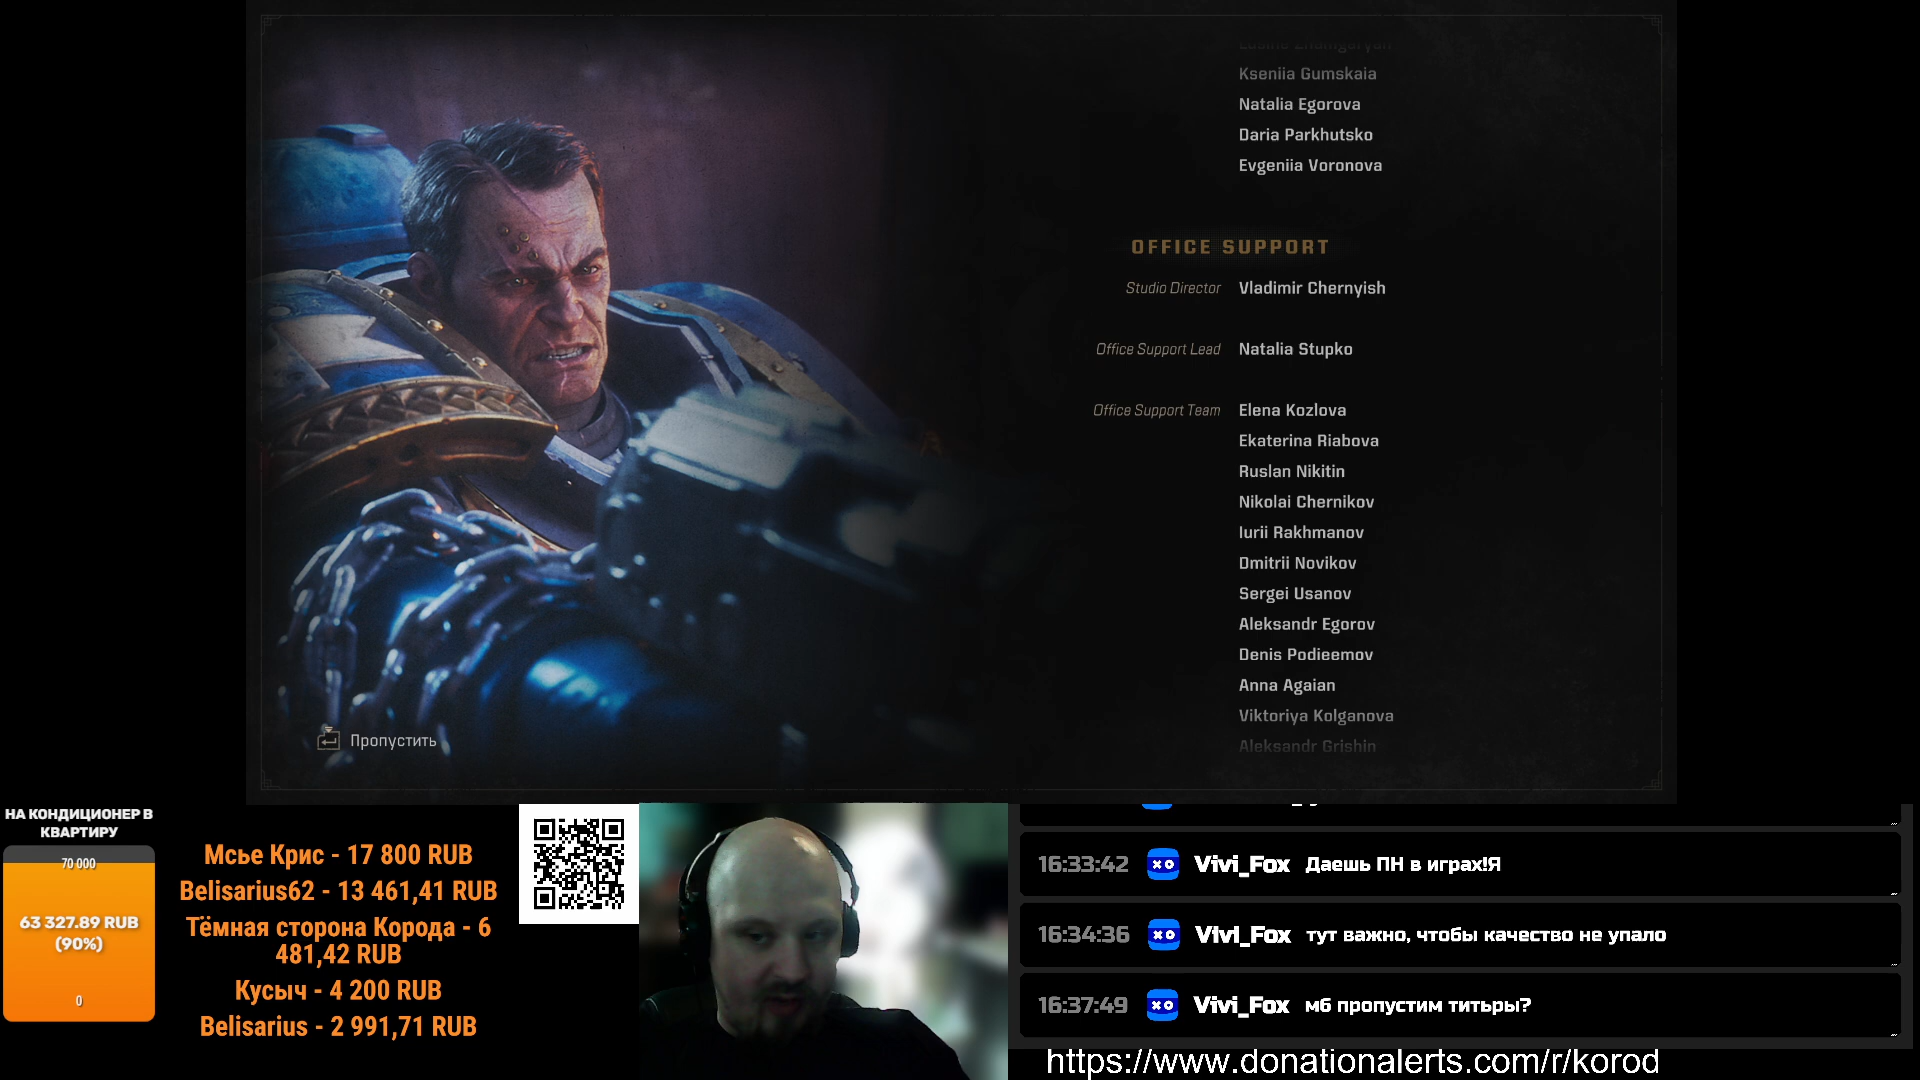 Kseniia Gumskaia
Natalia Egorova
Daria Parkhutsko
Evgeniia Voronova
OFFICE SUPPORT
Studio Director Vladimir Chernyish
Office Support Lead Natalia Stupko
Office Support Team Elena Kozlova
Ekaterina Riabova
Ruslan Nikitin
Nikolai Chernikov
Iurii Rakhmanov
Dmitrii Novikov
Sergei Usanov
Aleksandr Egorov
Denis Podieemov
Anna Agaian
Viktoriya Kolganova
Aleksandr Grishin
Пропустить
НА КОНДИЦИОНЕР В
КВАРТИРУ
70 000
63 327.89 RUB
(90%)
0
Мсье Крис - 17 800 RUB
Belisarius62 - 13 461,41 RUB
Тёмная сторона Корода - 6
481,42 RUB
Кусыч - 4 200 RUB
Belisarius - 2 991,71 RUB
16:33:42 Vivi_Fox Даешь ПН в играх!Я
16:34:36 Vivi_Fox тут важно, чтобы качество не упало
16:37:49 Vivi_Fox мб пропустим титьры?
https://www.donationalerts.com/r/korod